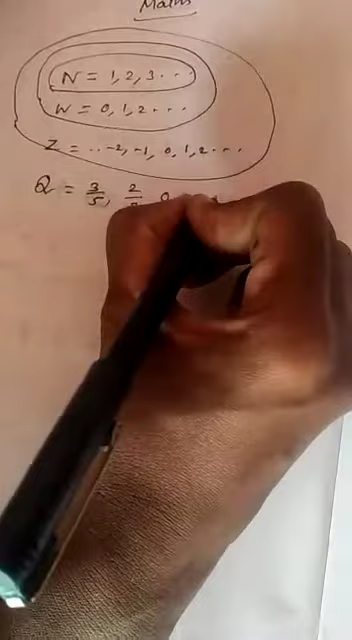 Maths
N = 1, 2, 3 ...
W = 0, 1, 2 ...
Z = .. -2, -1, 0, 1, 2 ...
Q = 3/5, 2/